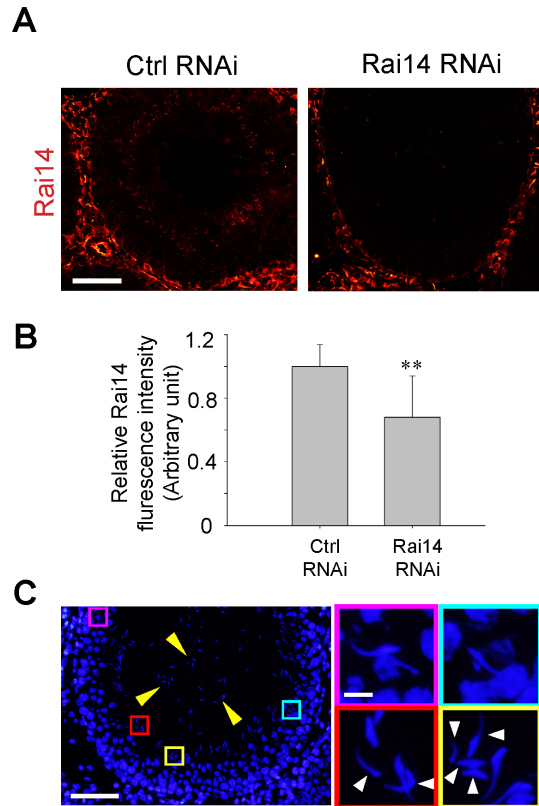 A
Ctrl RNAi
Rai14 RNAi
Rai14
B
Relative Rai14
flurescence intensity
(Arbitrary unit)
1.2
0.8
0.4
0
**
Ctrl
RNAi
Rai14
RNAi
C